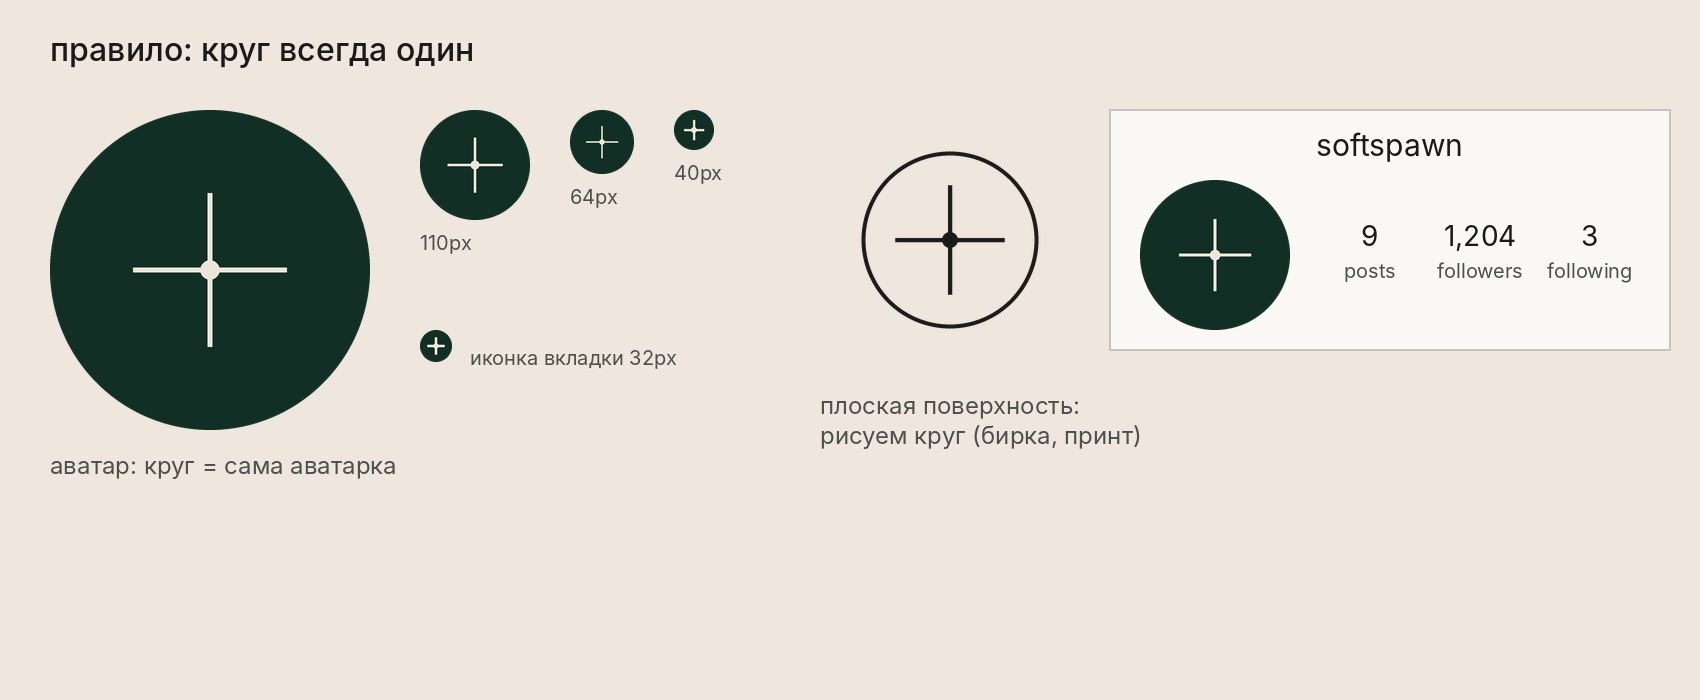 правило: круг всегда один
110px
64px
40px
иконка вкладки 32px
аватар: круг = сама аватарка
плоская поверхность:
рисуем круг (бирка, принт)
softspawn
9
posts
1,204
followers
3
following